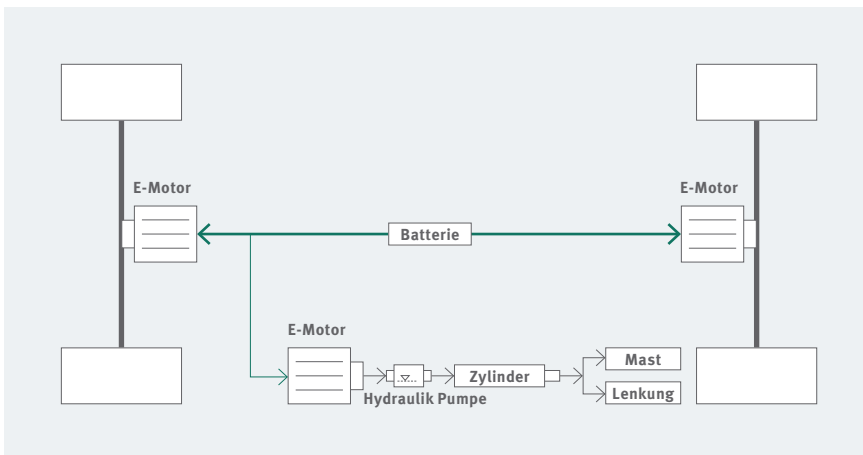 E-Motor
E-Motor
Batterie
E-Motor
Mast
Zylinder
Lenkung
Hydraulik Pumpe